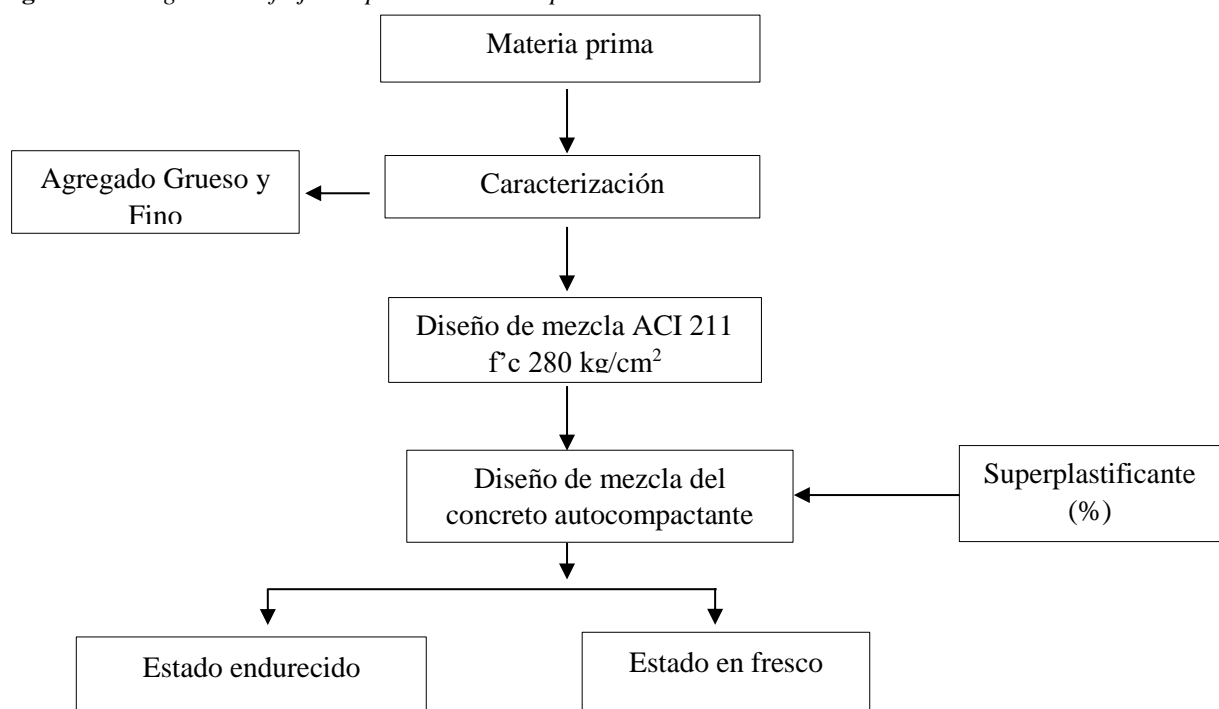 Materia prima
Agregado Grueso y
Fino
Caracterización
Diseño de mezcla ACI 211
f’c 280 kg/cm²
Diseño de mezcla del
concreto autocompactante
Superplastificante
(%)
Estado endurecido
Estado en fresco